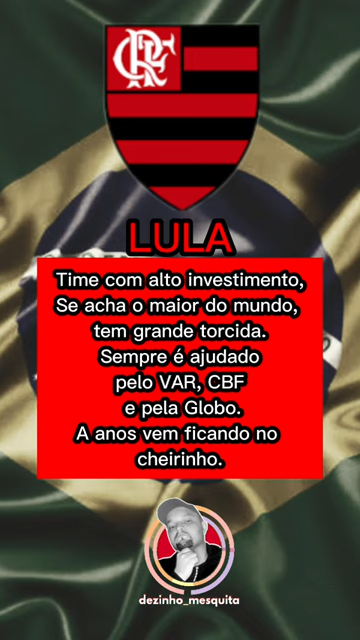 CRF
LULA
Time com alto investimento,
Se acha o maior do mundo,
tem grande torcida.
Sempre é ajudado
pelo VAR, CBF
e pela Globo.
A anos vem ficando no
cheirinho.
dezinho_mesquita